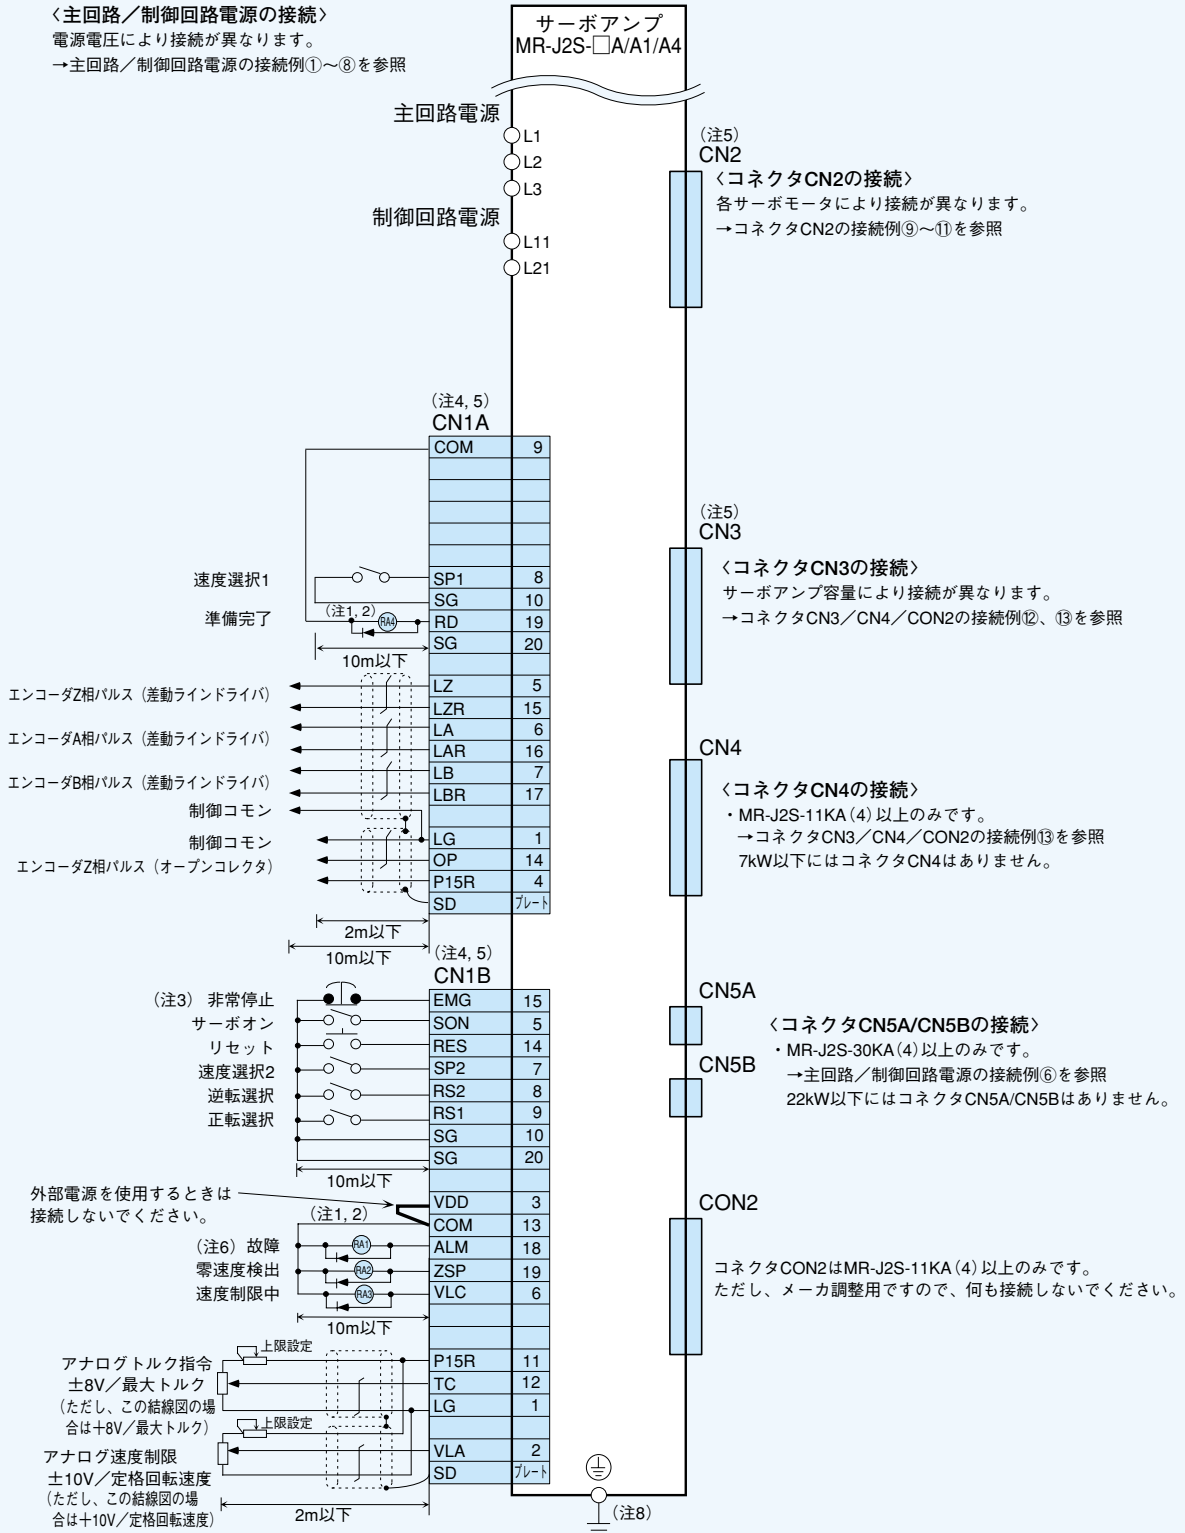 〈主回路／制御回路電源の接続〉
電源電圧により接続が異なります。
→主回路／制御回路電源の接続例①～⑧を参照
サーボアンプ
MR-J2S-□A/A1/A4
主回路電源
L1
L2
L3
制御回路電源
L11
L21
(注5)
CN2
〈コネクタCN2の接続〉
各サーボモータにより接続が異なります。
→コネクタCN2の接続例⑨～⑪を参照
(注4, 5)
CN1A
COM 9
速度選択1 SP1 8
SG 10
準備完了 (注1, 2) RA4 RD 19
SG 20
10m以下
エンコーダZ相パルス（差動ラインドライバ） LZ 5
LZR 15
エンコーダA相パルス（差動ラインドライバ） LA 6
LAR 16
エンコーダB相パルス（差動ラインドライバ） LB 7
LBR 17
制御コモン
制御コモン LG 1
エンコーダZ相パルス（オープンコレクタ） OP 14
P15R 4
SD プレート
2m以下
10m以下
(注5)
CN3
〈コネクタCN3の接続〉
サーボアンプ容量により接続が異なります。
→コネクタCN3／CN4／CON2の接続例⑫、⑬を参照
CN4
〈コネクタCN4の接続〉
・MR-J2S-11KA(4)以上のみです。
→コネクタCN3／CN4／CON2の接続例⑬を参照
7kW以下にはコネクタCN4はありません。
(注4, 5)
CN1B
(注3) 非常停止 EMG 15
サーボオン SON 5
リセット RES 14
速度選択2 SP2 7
逆転選択 RS2 8
正転選択 RS1 9
SG 10
SG 20
10m以下
外部電源を使用するときは
接続しないでください。
VDD 3
(注1, 2) COM 13
(注6) 故障 RA1 ALM 18
零速度検出 RA2 ZSP 19
速度制限中 RA3 VLC 6
10m以下
上限設定
アナログトルク指令 P15R 11
±8V／最大トルク TC 12
(ただし、この結線図の場 LG 1
合は+8V／最大トルク)
上限設定
アナログ速度制限 VLA 2
±10V／定格回転速度 SD プレート
(ただし、この結線図の場
合は+10V／定格回転速度)
2m以下
CN5A
〈コネクタCN5A/CN5Bの接続〉
・MR-J2S-30KA(4)以上のみです。
CN5B
→主回路／制御回路電源の接続例⑥を参照
22kW以下にはコネクタCN5A/CN5Bはありません。
CON2
コネクタCON2はMR-J2S-11KA(4)以上のみです。
ただし、メーカ調整用ですので、何も接続しないでください。
(注8)